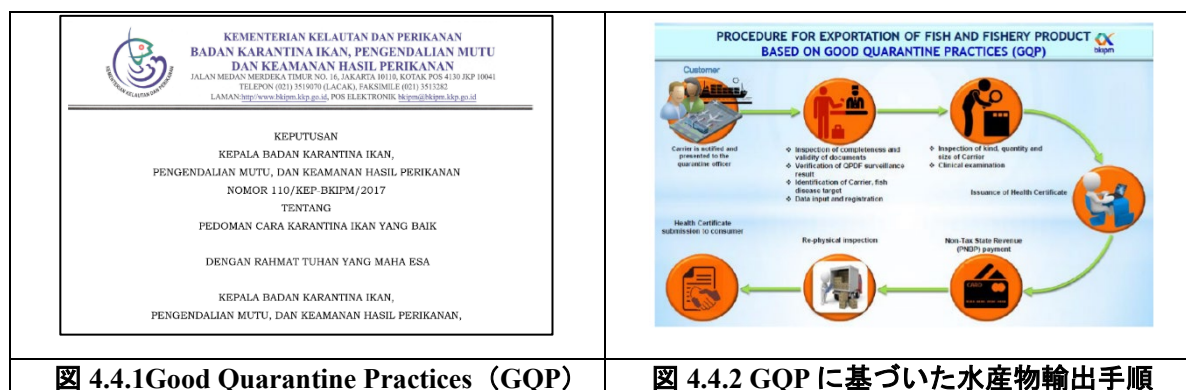 KEMENTERIAN KELAUTAN DAN PERIKANAN
BADAN KARANTINA IKAN, PENGENDALIAN MUTU
DAN KEAMANAN HASIL PERIKANAN
JALAN MEDAN MERDEKA TIMUR NO. 16, JAKARTA 10110, KOTAK POS 4130 JKP 10041
TELEPON (021) 3519070 (LACAK), FAKSIMILE (021) 3513282
LAMAN:http://www.bkipm.kkp.go.id, POS ELEKTRONIK bkipm@bkipm.kkp.go.id
KEMENTERIAN KELAUTAN DAN PERIKANAN
KEPUTUSAN
KEPALA BADAN KARANTINA IKAN,
PENGENDALIAN MUTU, DAN KEAMANAN HASIL PERIKANAN
NOMOR 110/KEP-BKIPM/2017
TENTANG
PEDOMAN CARA KARANTINA IKAN YANG BAIK
DENGAN RAHMAT TUHAN YANG MAHA ESA
KEPALA BADAN KARANTINA IKAN,
PENGENDALIAN MUTU, DAN KEAMANAN HASIL PERIKANAN,
図 4.4.1Good Quarantine Practices（GQP）
PROCEDURE FOR EXPORTATION OF FISH AND FISHERY PRODUCT
BASED ON GOOD QUARANTINE PRACTICES (GQP)
bkipm
Customer
Carrier is notified and
presented to the
quarantine officer
❖ Inspection of completeness and
validity of documents
❖ Verification of QPDF surveillance
result
❖ Identification of Carrier, fish
disease target
❖ Data input and registration
❖ Inspection of kind, quantity and
size of Carrier
❖ Clinical examination
Issuance of Health Certificate
Non-Tax State Revenue
(PNBP) payment
CARD
Re-physical inspection
Health Certificate
submission to consumer
図 4.4.2 GQP に基づいた水産物輸出手順